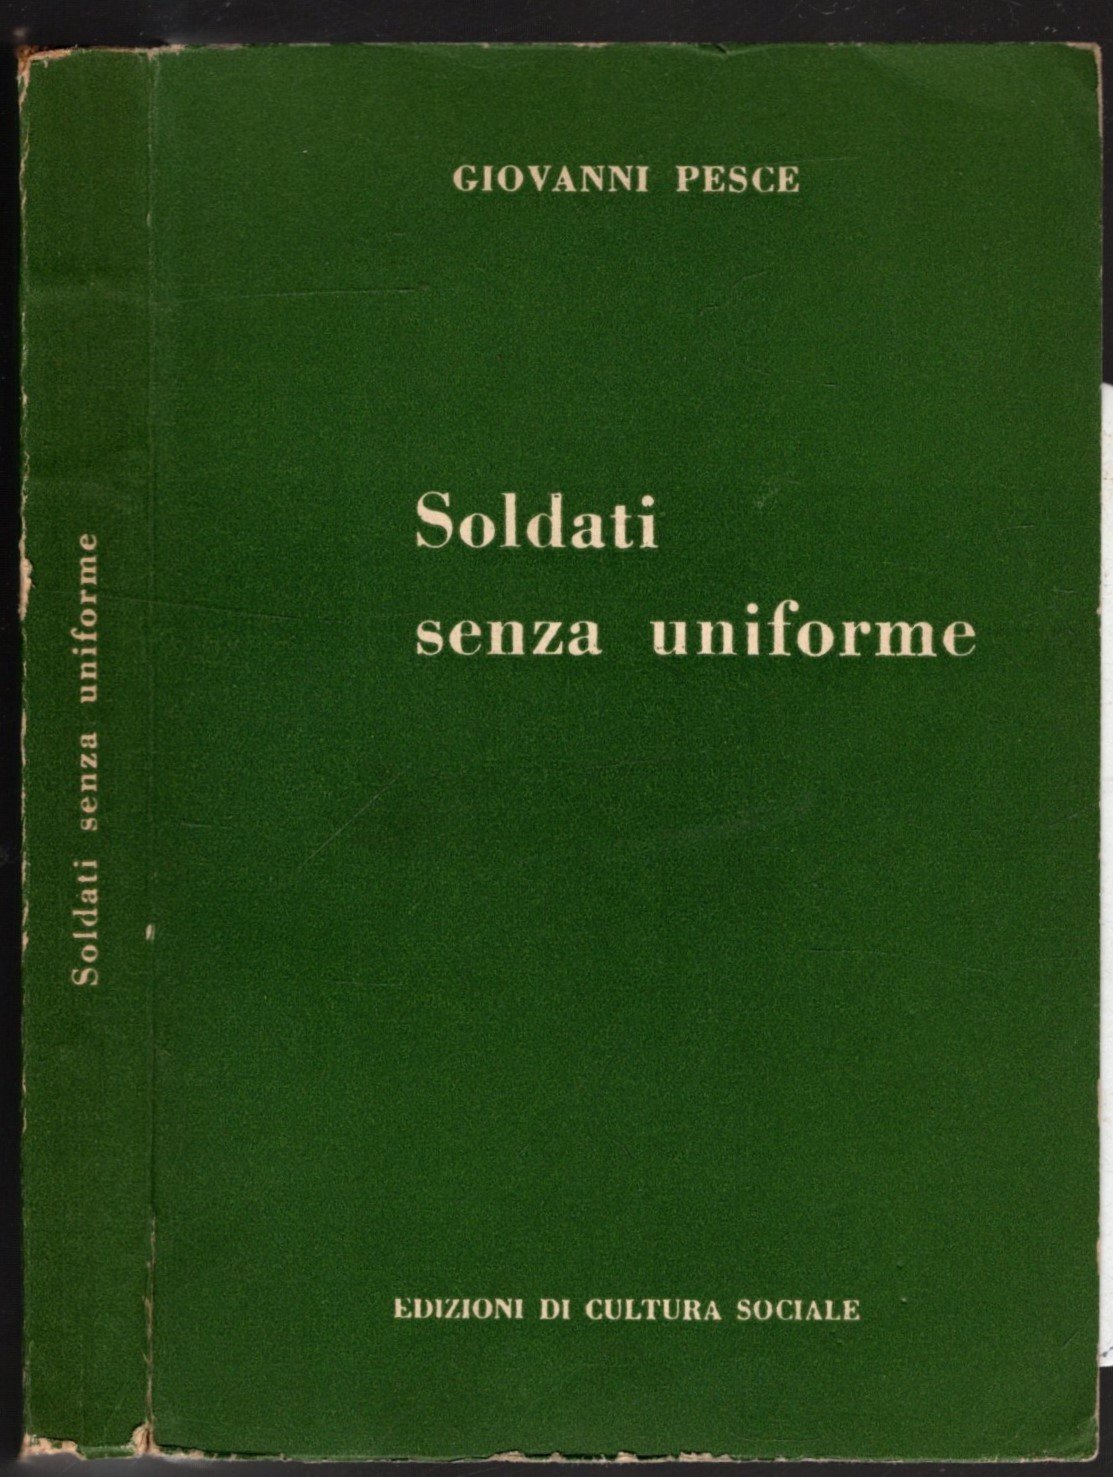 GIOVANNI PESCE
Soldati
senza uniforme
EDIZIONI DI CULTURA SOCIALE
Soldati senza uniforme